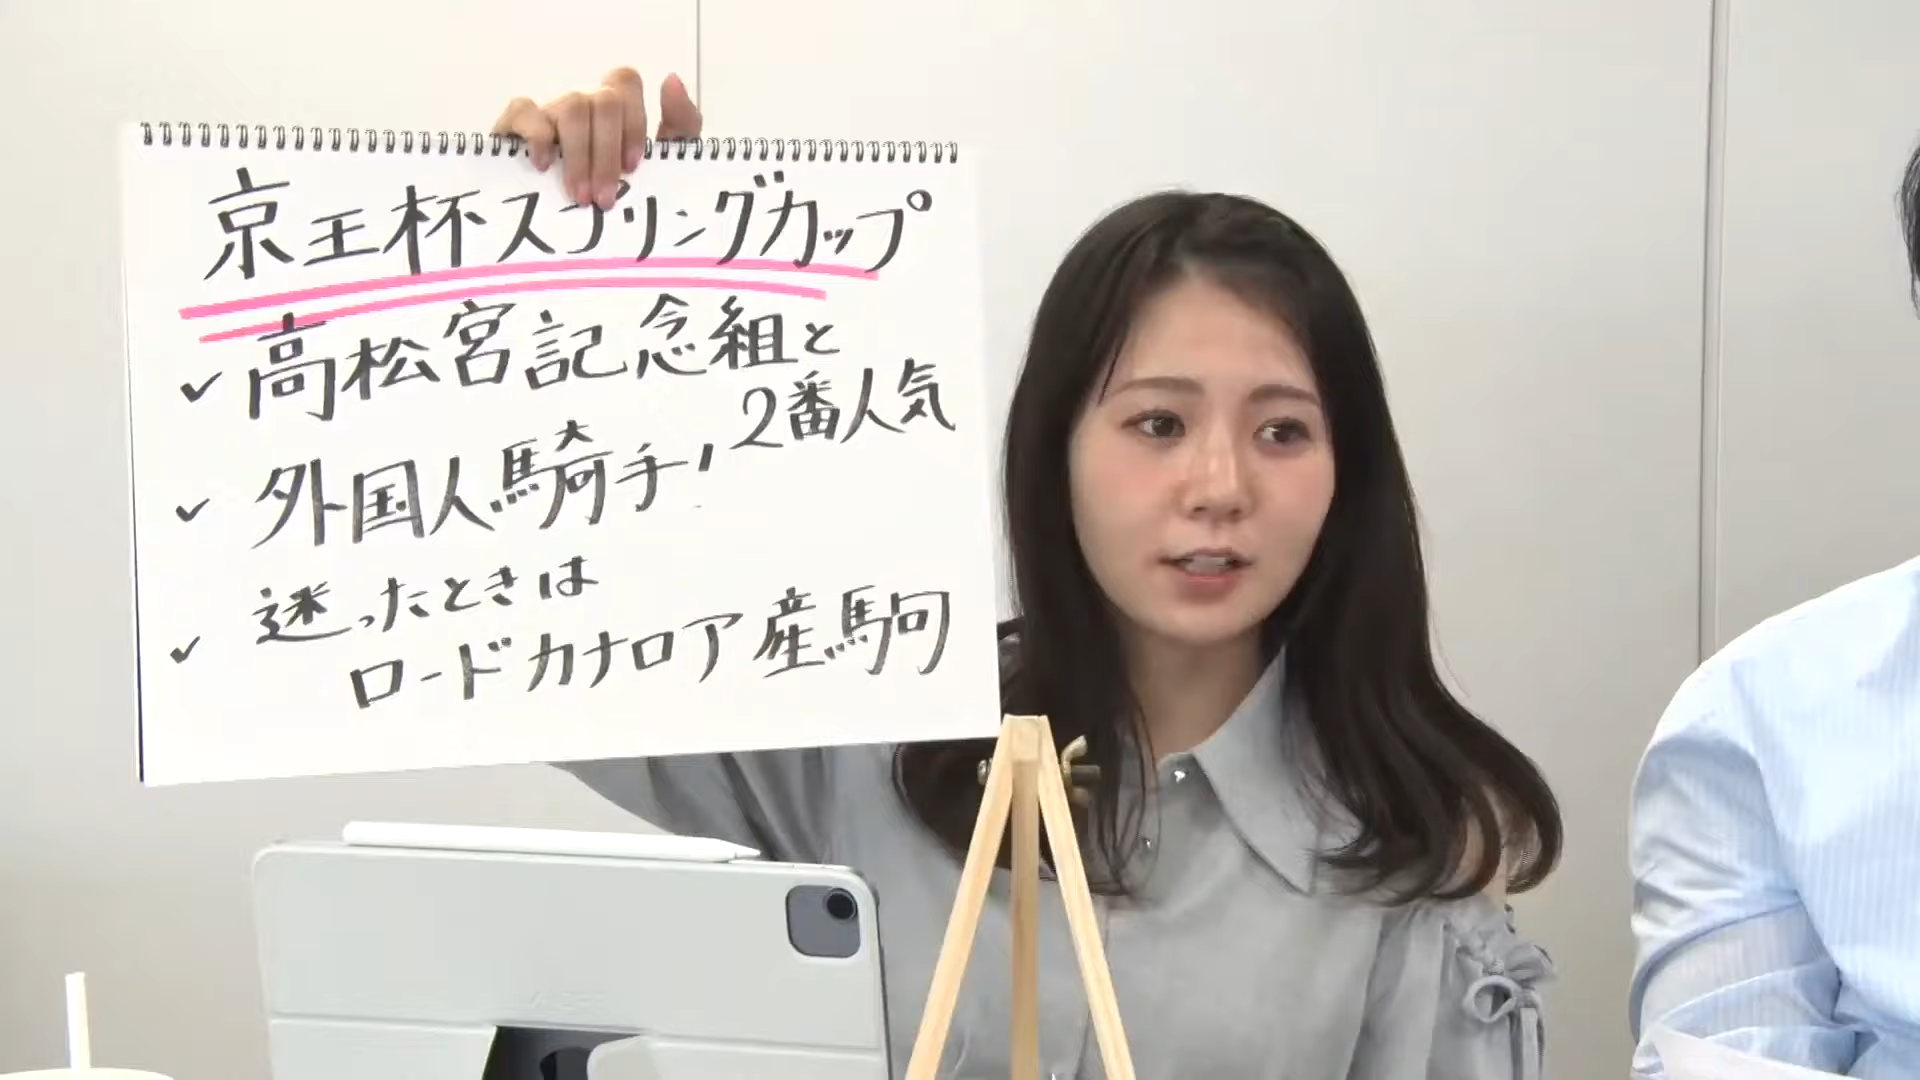 京王杯スプリングカップ
✓ 高松宮記念組と
2番人気
✓ 外国人騎手!
✓ 迷ったときは
ロードカナロア産駒